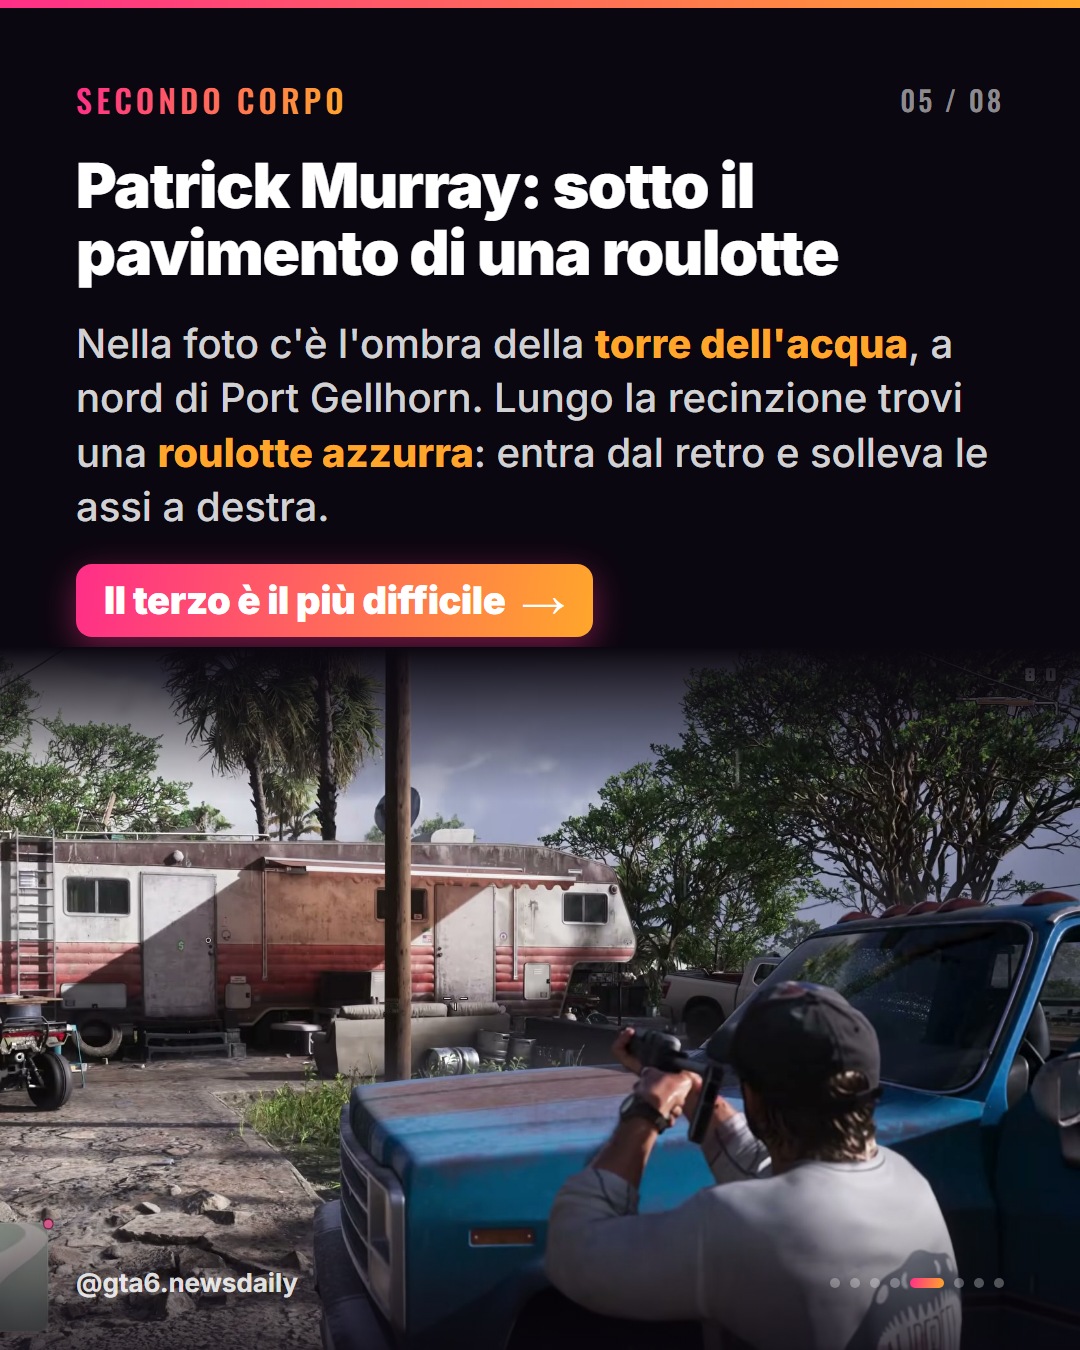 SECONDO CORPO
05 / 08
Patrick Murray: sotto il
pavimento di una roulotte
Nella foto c'è l'ombra della torre dell'acqua, a
nord di Port Gellhorn. Lungo la recinzione trovi
una roulotte azzurra: entra dal retro e solleva le
assi a destra.
Il terzo è il più difficile →
8 0
$
@gta6.newsdaily